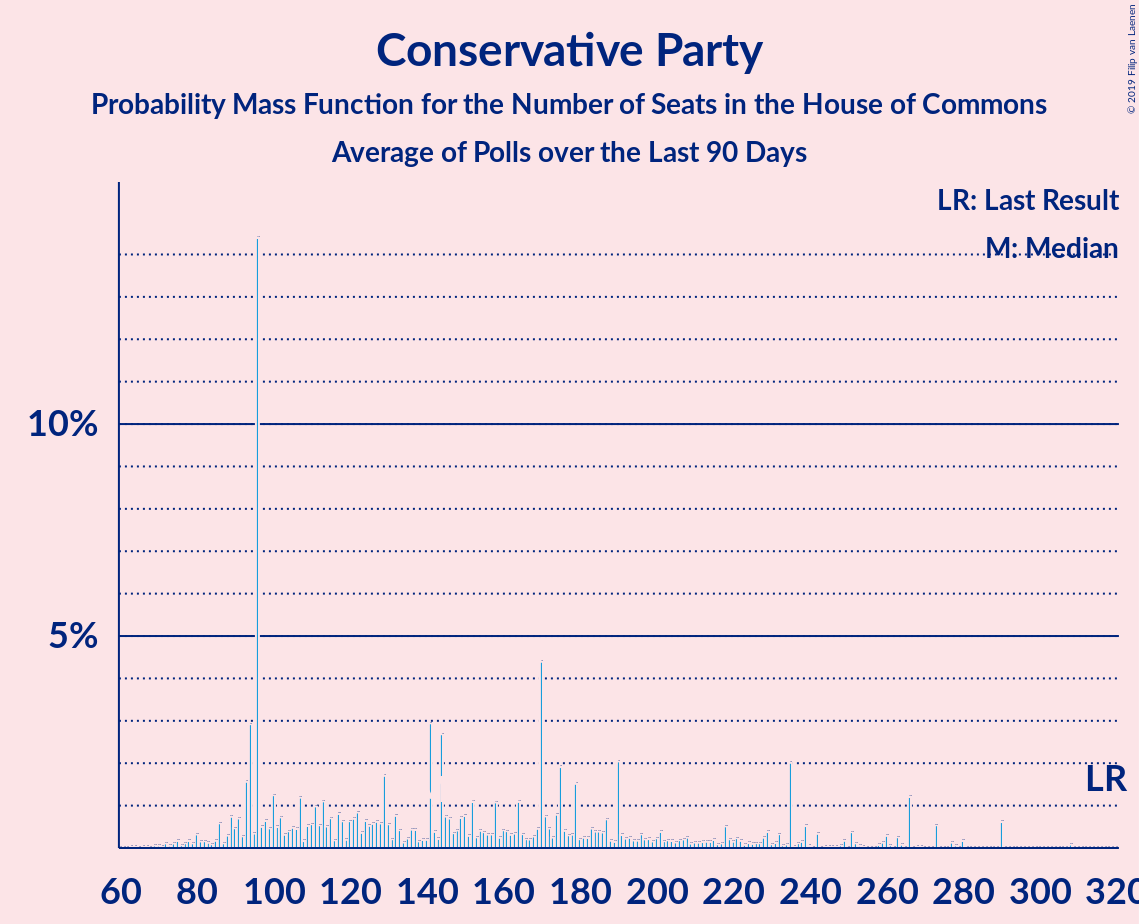 Conservative Party
Probability Mass Function for the Number of Seats in the House of Commons
Average of Polls over the Last 90 Days
© 2019 Filip van Laenen
LR: Last Result
M: Median
10%
5%
LR
60 80 100 120 140 160 180 200 220 240 260 280 300 320